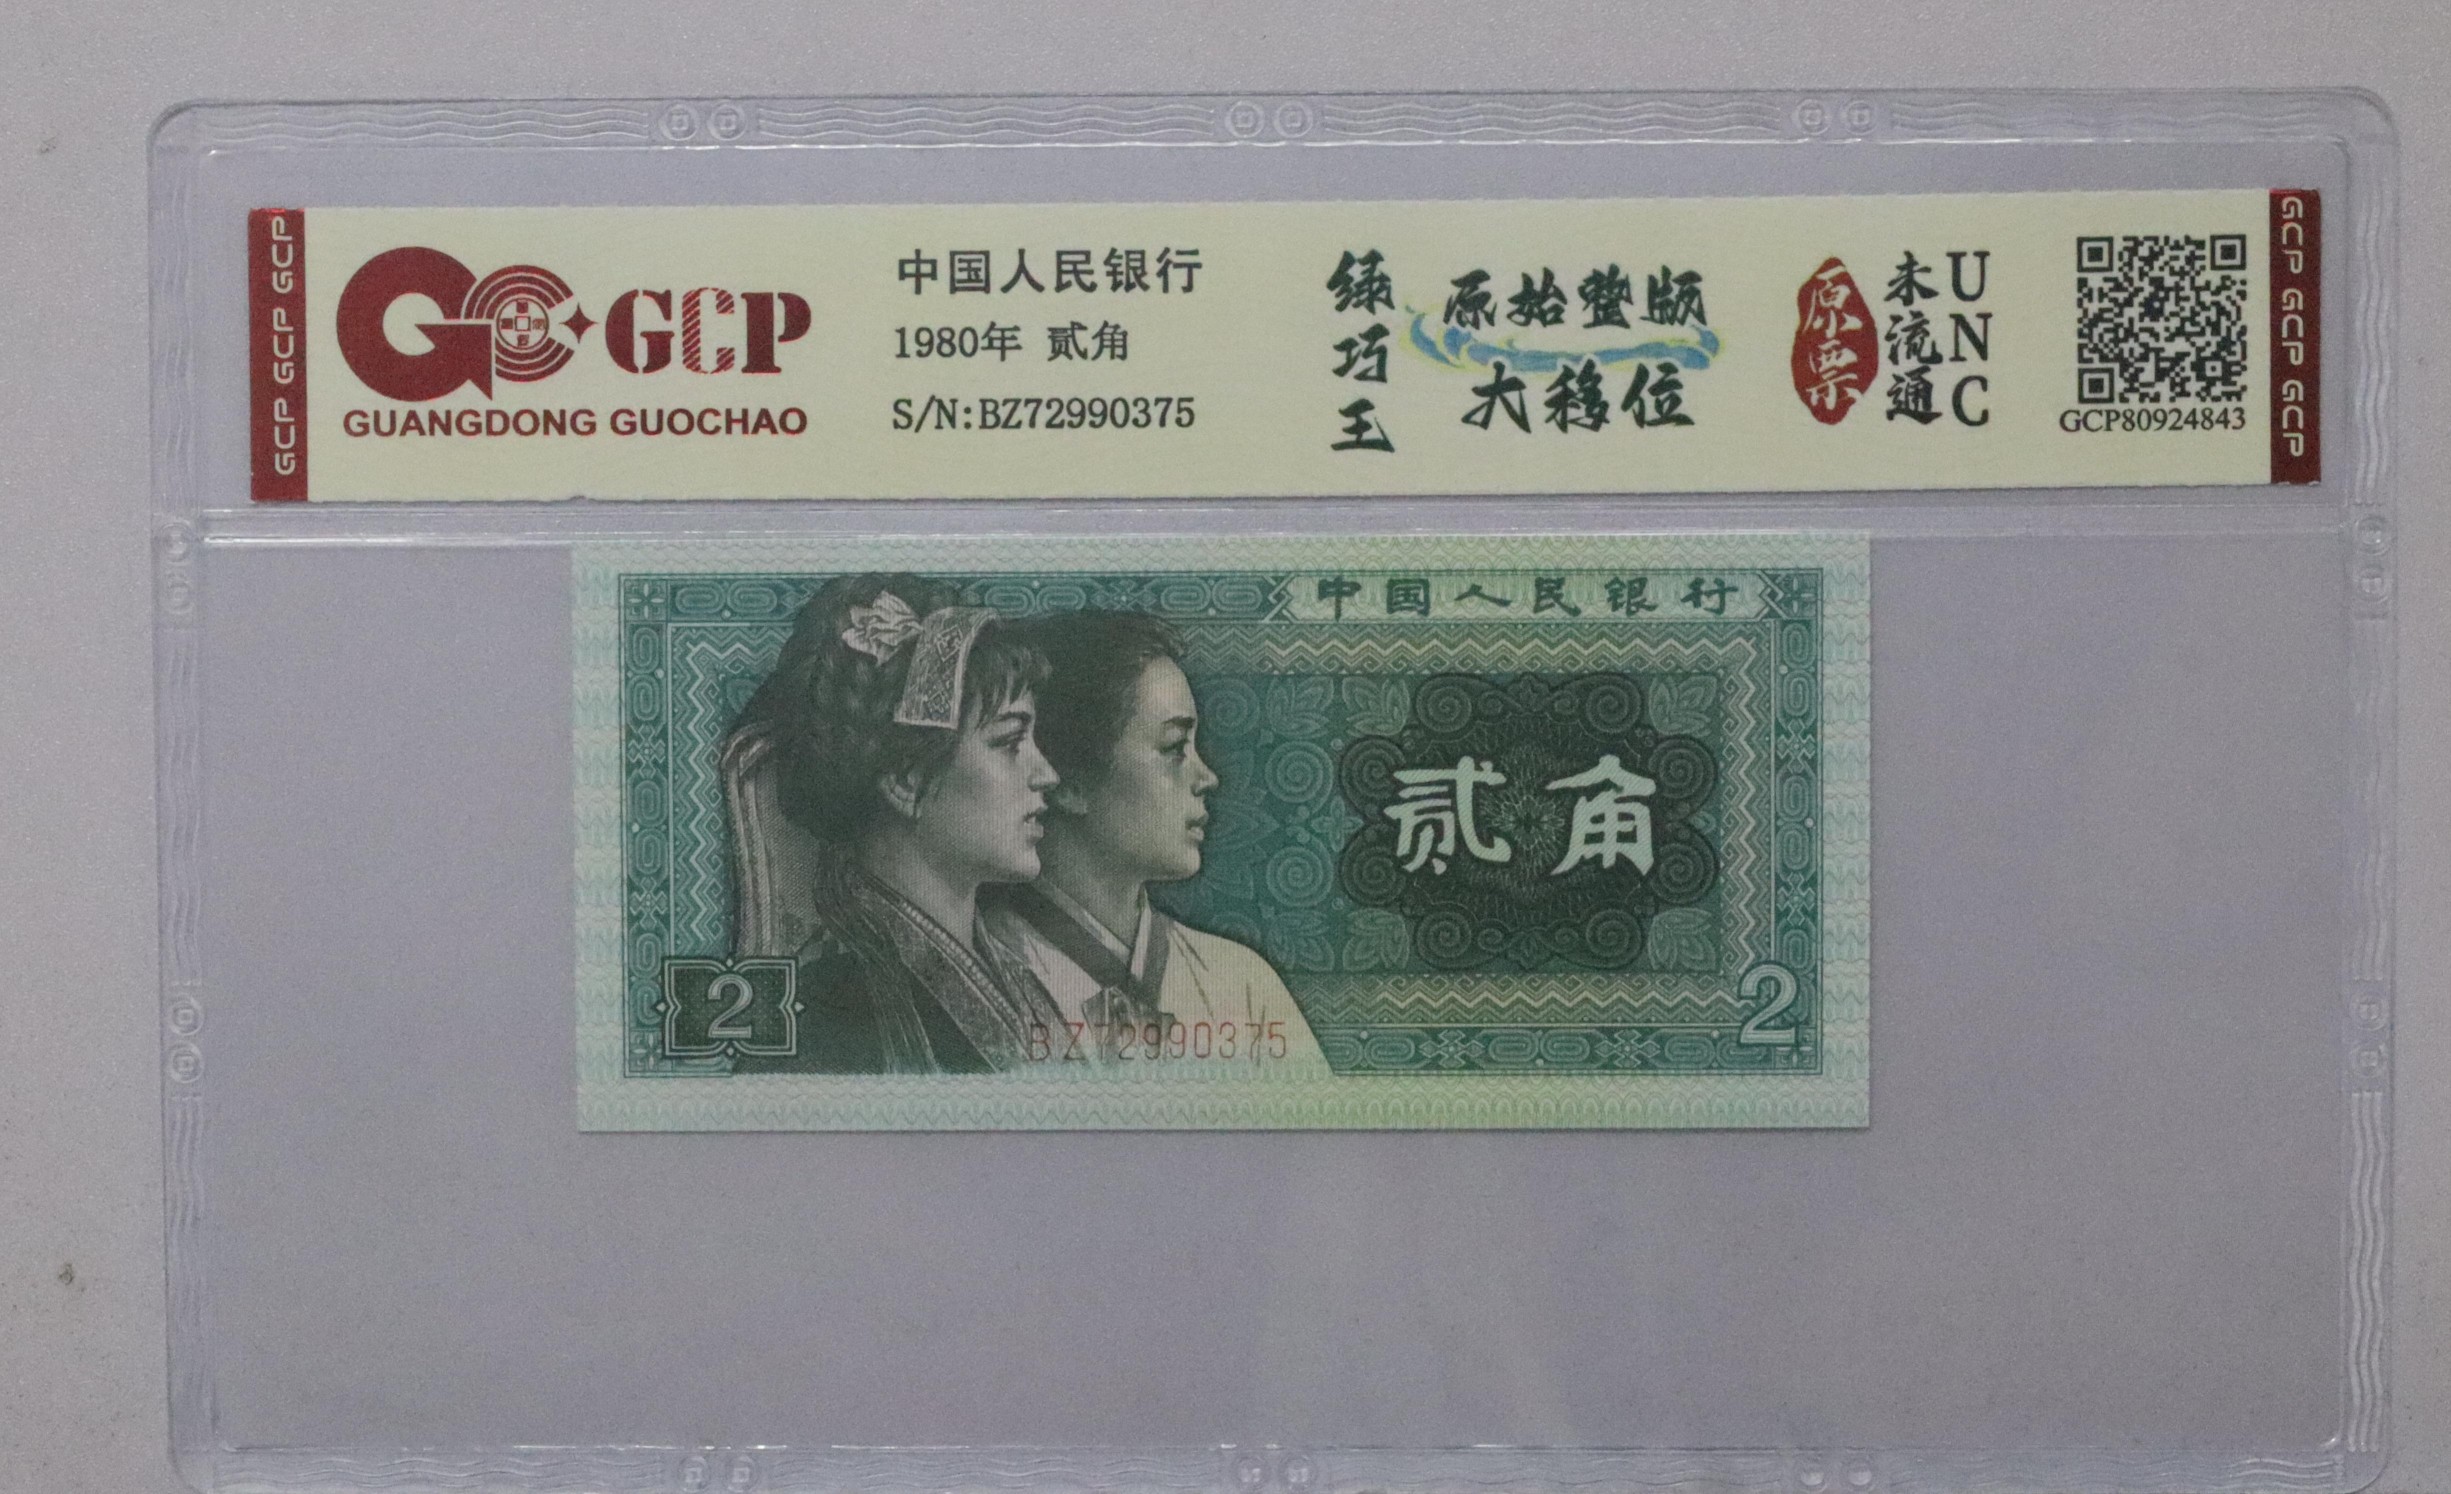 GCP GCP GCP
GCP
GUANGDONG GUOCHAO
中国人民银行
1980年 贰角
S/N:BZ72990375
绿巧王
原始整版
大移位
原票
未流通
UNC
GCP80924843
GCP GCP GCP
中国人民银行
贰角
2
2
BZ72990375